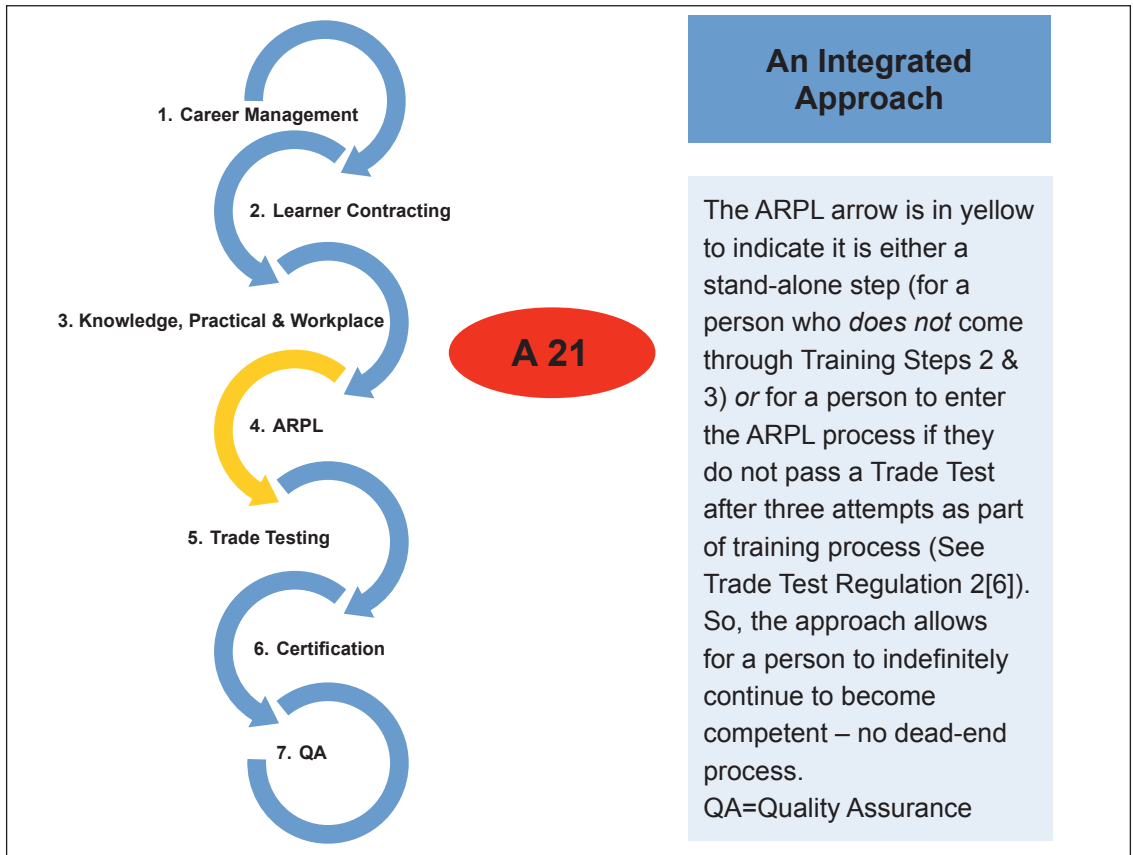 1. Career Management
2. Learner Contracting
3. Knowledge, Practical & Workplace
4. ARPL
5. Trade Testing
6. Certification
7. QA
A 21
An Integrated
Approach
The ARPL arrow is in yellow
to indicate it is either a
stand-alone step (for a
person who does not come
through Training Steps 2 &
3) or for a person to enter
the ARPL process if they
do not pass a Trade Test
after three attempts as part
of training process (See
Trade Test Regulation 2[6]).
So, the approach allows
for a person to indefinitely
continue to become
competent – no dead-end
process.
QA=Quality Assurance